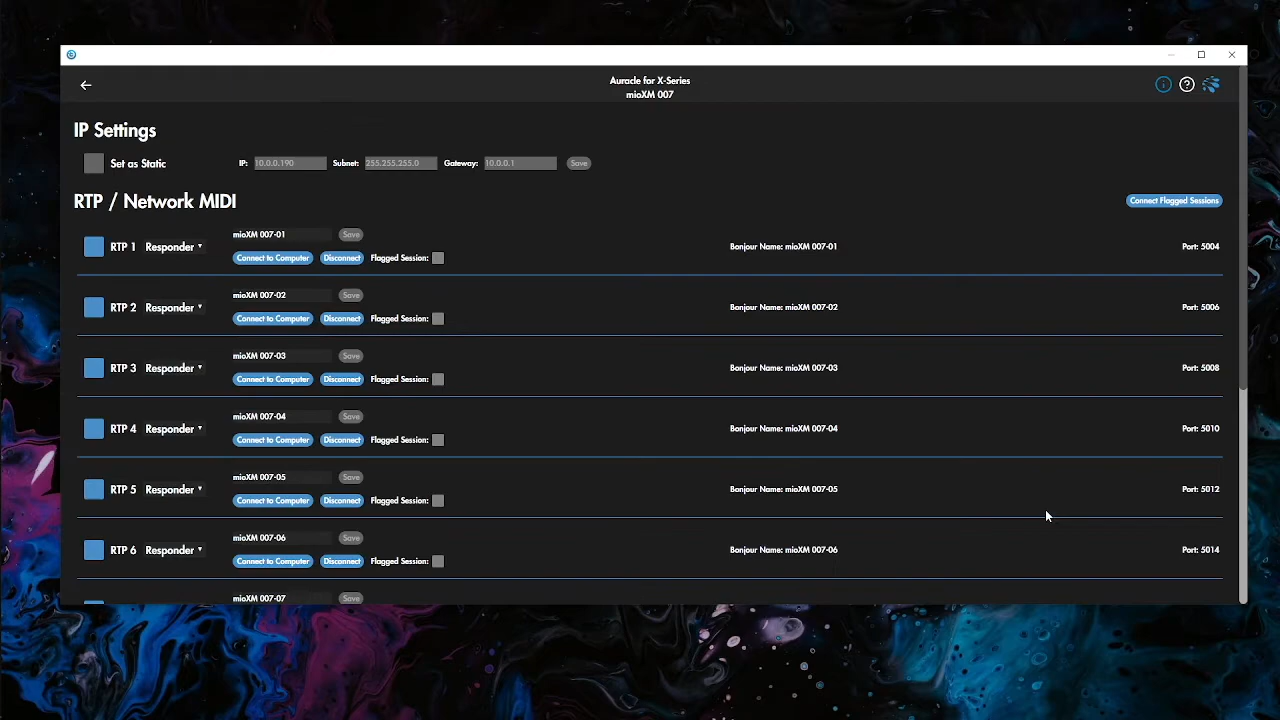 Auracle for X-Series
mioXM 007
IP Settings
Set as Static IP: 10.0.0.190 Subnet: 255.255.255.0 Gateway: 10.0.0.1 Save
RTP / Network MIDI Connect Flagged Sessions
mioXM 007-01 Save
RTP 1 Responder Bonjour Name: mioXM 007-01 Port: 5004
Connect to Computer Disconnect Flagged Session:
mioXM 007-02 Save
RTP 2 Responder Bonjour Name: mioXM 007-02 Port: 5006
Connect to Computer Disconnect Flagged Session:
mioXM 007-03 Save
RTP 3 Responder Bonjour Name: mioXM 007-03 Port: 5008
Connect to Computer Disconnect Flagged Session:
mioXM 007-04 Save
RTP 4 Responder Bonjour Name: mioXM 007-04 Port: 5010
Connect to Computer Disconnect Flagged Session:
mioXM 007-05 Save
RTP 5 Responder Bonjour Name: mioXM 007-05 Port: 5012
Connect to Computer Disconnect Flagged Session:
mioXM 007-06 Save
RTP 6 Responder Bonjour Name: mioXM 007-06 Port: 5014
Connect to Computer Disconnect Flagged Session:
mioXM 007-07 Save